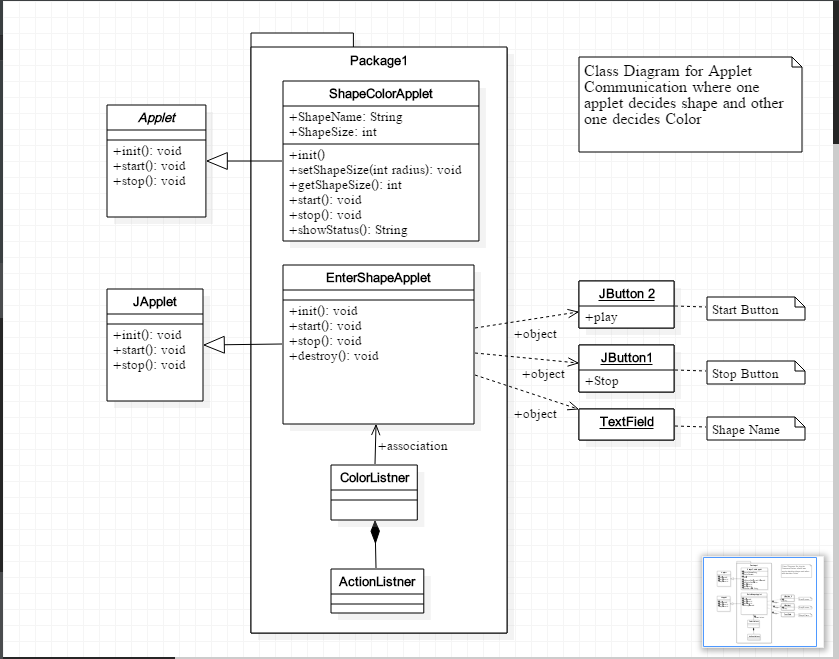 Package1
ShapeColorApplet
+ShapeName: String
+ShapeSize: int
+init()
+setShapeSize(int radius): void
+getShapeSize(): int
+start(): void
+stop(): void
+showStatus(): String
Applet
+init(): void
+start(): void
+stop(): void
Class Diagram for Applet
Communication where one
applet decides shape and other
one decides Color
JApplet
+init(): void
+start(): void
+stop(): void
EnterShapeApplet
+init(): void
+start(): void
+stop(): void
+destroy(): void
+object
+object
+object
JButton 2
+play
Start Button
JButton1
+Stop
Stop Button
TextField
Shape Name
+association
ColorListner
ActionListner